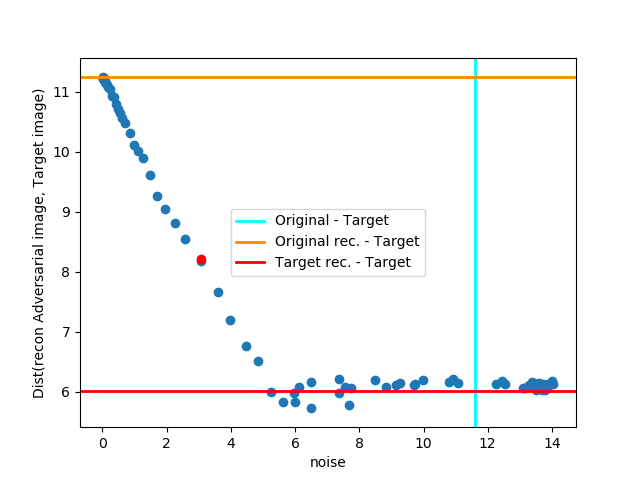 11
10
9
8
7
6
Dist(recon Adversarial image, Target image)
Original - Target
Original rec. - Target
Target rec. - Target
0 2 4 6 8 10 12 14
noise